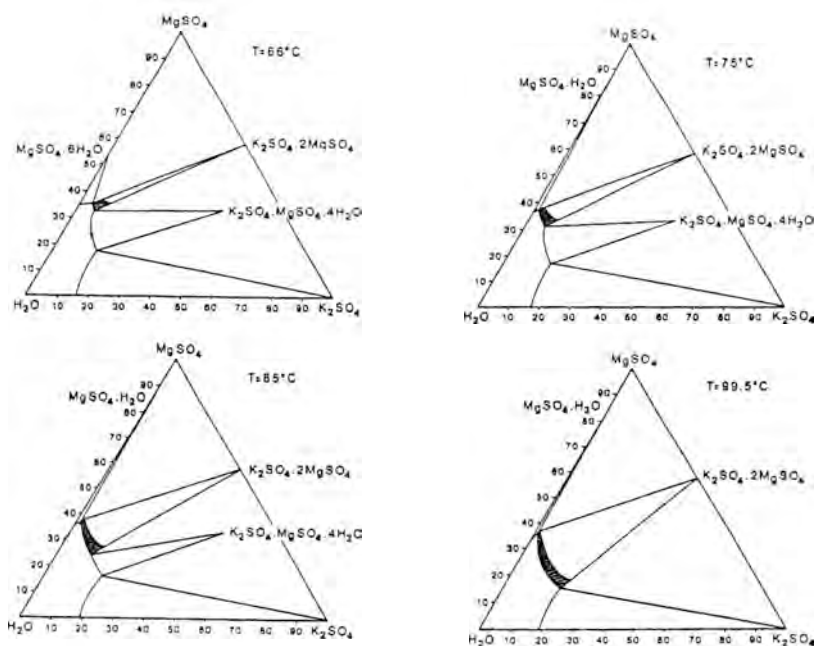 MgSO₄
T=66°C
90
80
70
60
MgSO₄.6H₂O
50
K₂SO₄.2MgSO₄
40
30
K₂SO₄.MgSO₄.4H₂O
20
10
H₂O 10 20 30 40 50 60 70 80 90 K₂SO₄
MgSO₄
T=75°C
90
MgSO₄.H₂O
80
70
60
K₂SO₄.2MgSO₄
50
40
30
K₂SO₄.MgSO₄.4H₂O
20
10
H₂O 10 20 30 40 50 60 70 80 90 K₂SO₄
MgSO₄
T=85°C
90
MgSO₄.H₂O
80
70
60
K₂SO₄.2MgSO₄
50
40
30
K₂SO₄.MgSO₄.4H₂O
20
10
H₂O 10 20 30 40 50 60 70 80 90 K₂SO₄
MgSO₄
T=99.5°C
90
MgSO₄.H₂O
80
70
60
K₂SO₄.2MgSO₄
50
40
30
20
10
H₂O 10 20 30 40 50 60 70 80 90 K₂SO₄